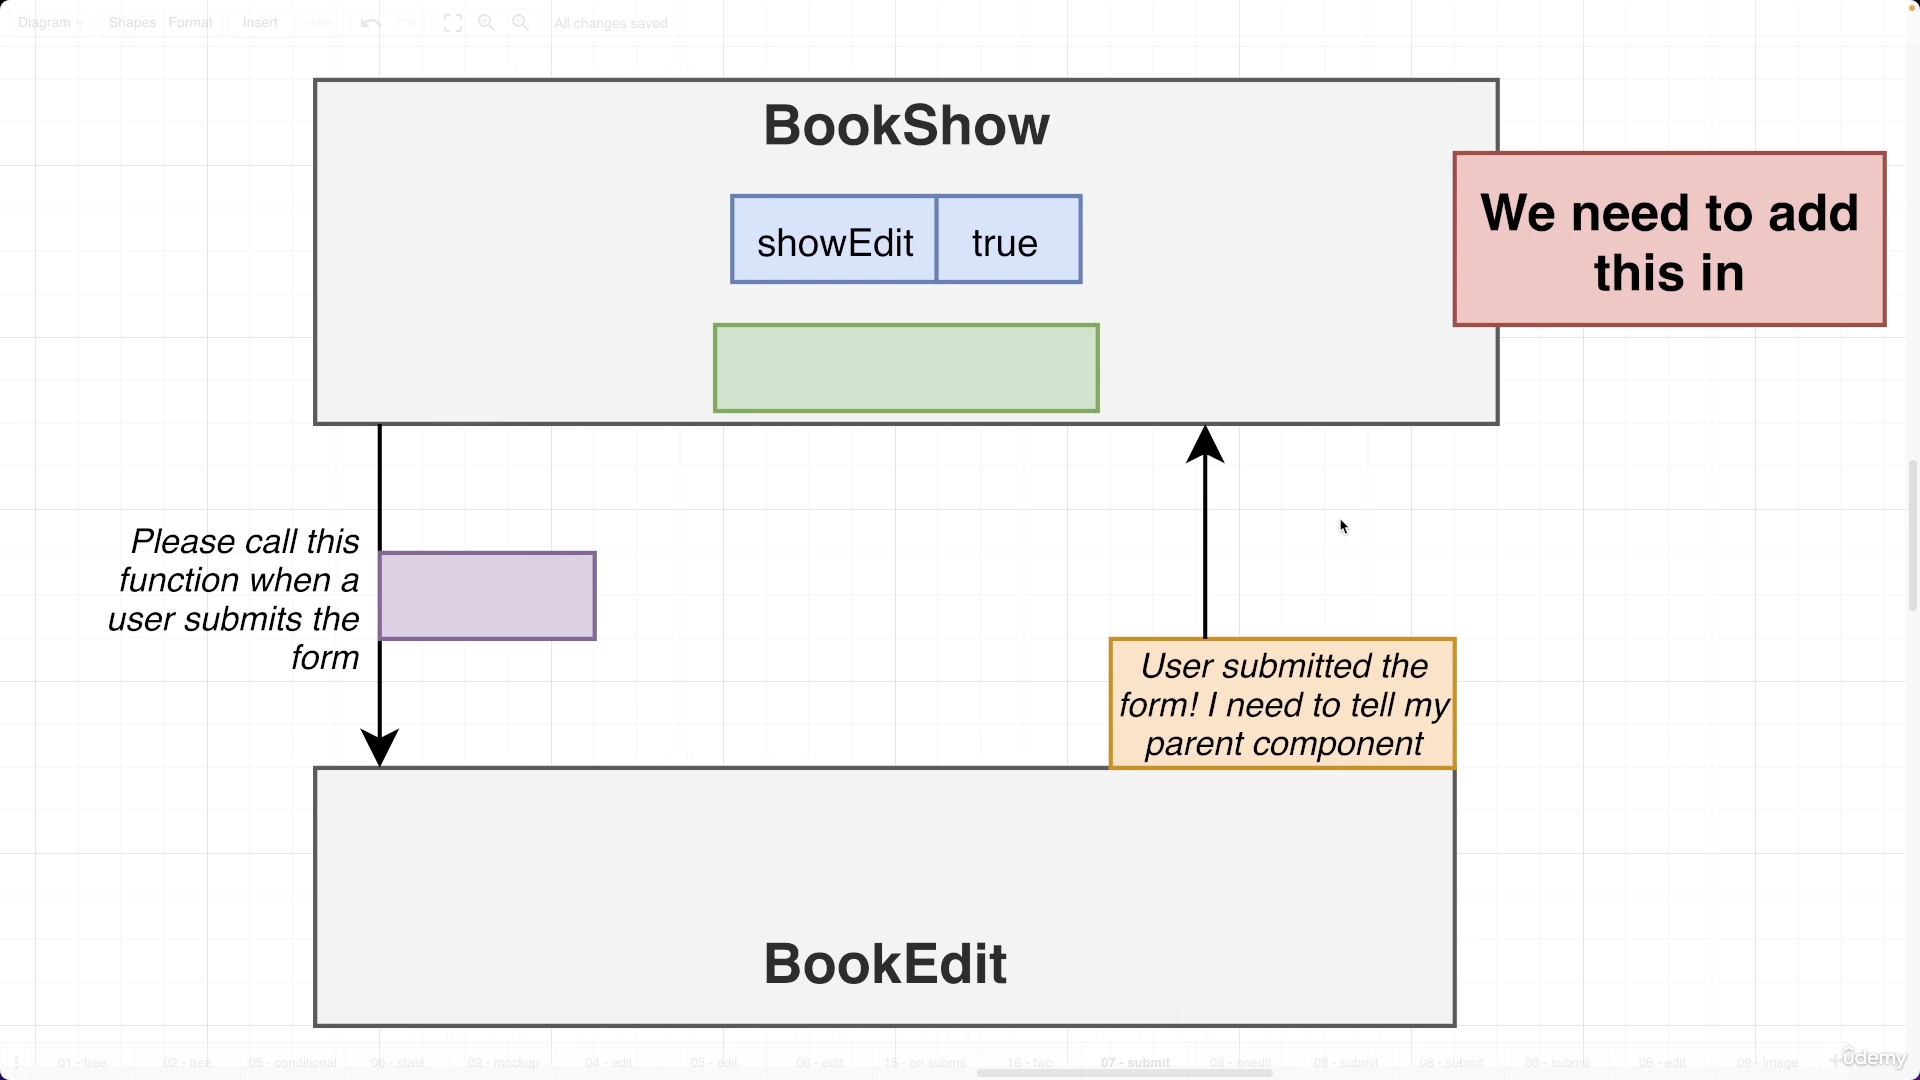 Diagram Shapes Format Insert Delete All changes saved
BookShow
showEdit true
We need to add
this in
Please call this
function when a
user submits the
form
User submitted the
form! I need to tell my
parent component
BookEdit
01 - tree 02 - tree 05 - conditional 06 - state 02 - mockup 04 - edit 05 - edit 06 - edit 15 - on submit 16 - two 07 - submit 08 - onedit 08 - submit 08 - submit 08 - submit 06 - edit 09 - image
ûdemy